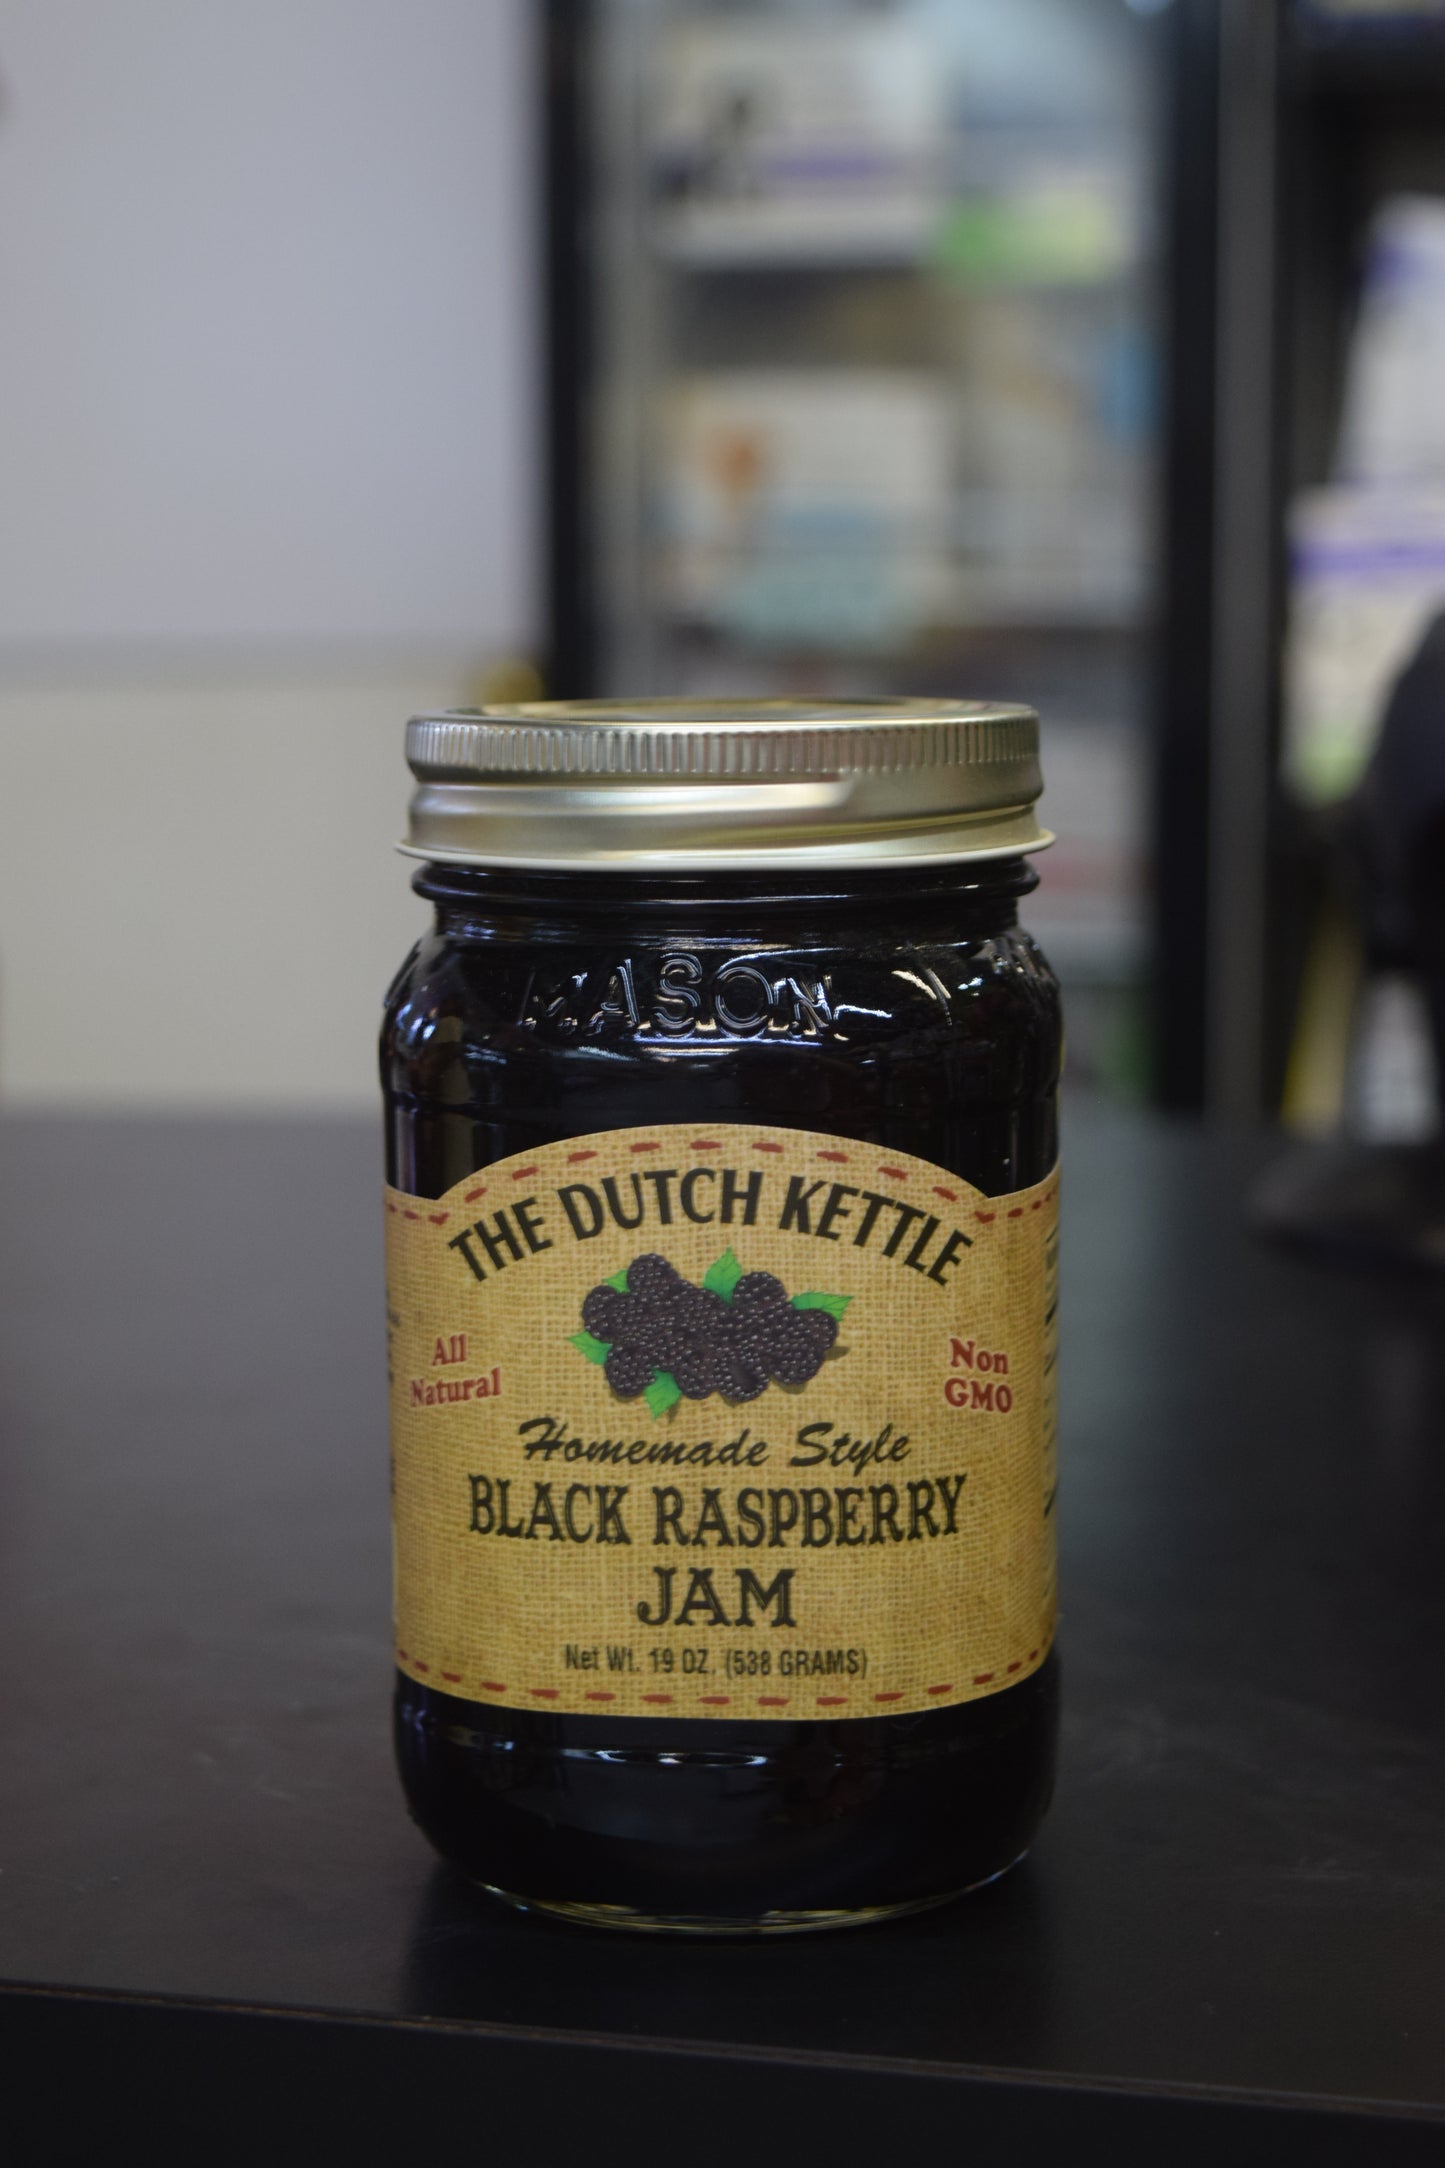 MASON
THE DUTCH KETTLE
All
Natural
Non
GMO
Homemade Style
BLACK RASPBERRY
JAM
Net Wt. 19 OZ. (538 GRAMS)